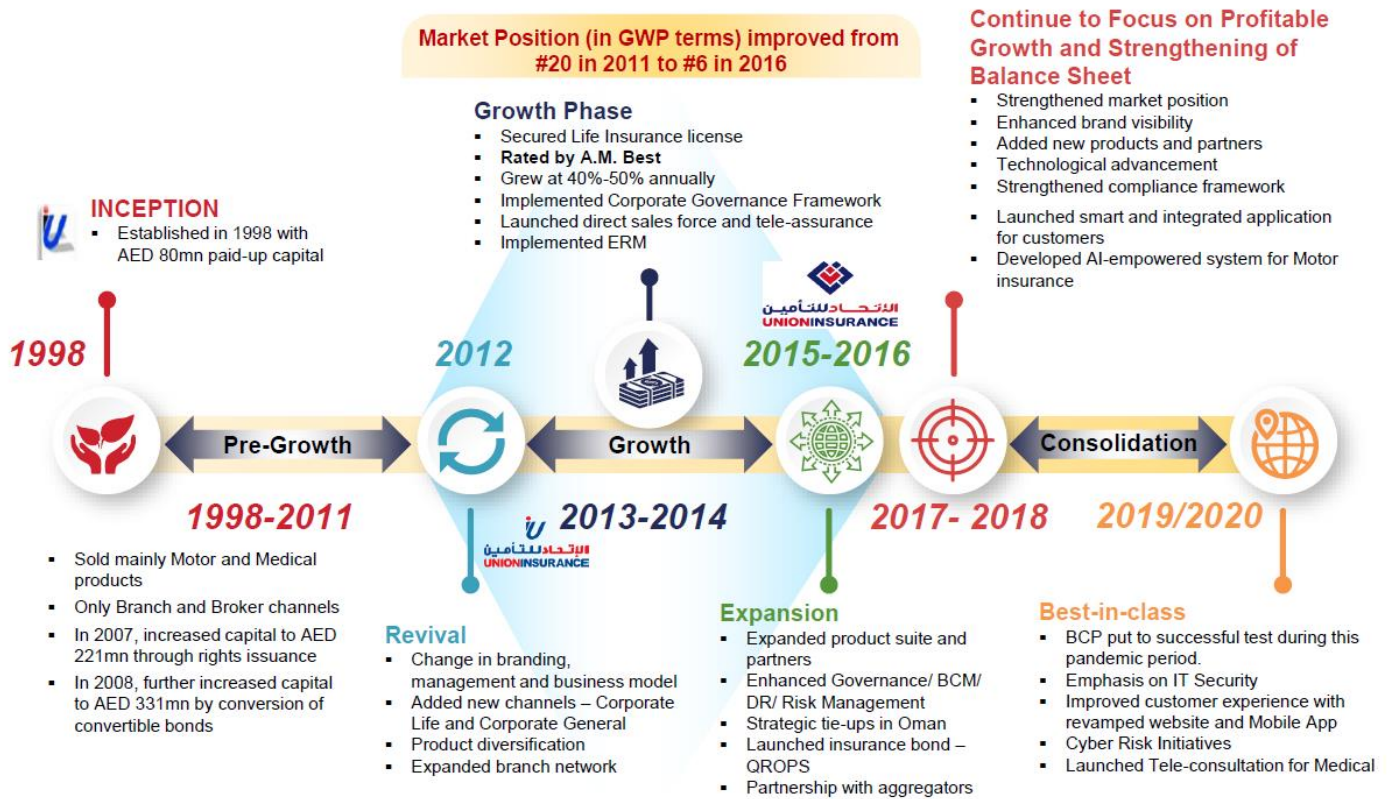 Market Position (in GWP terms) improved from
#20 in 2011 to #6 in 2016
Continue to Focus on Profitable
Growth and Strengthening of
Balance Sheet
▪ Strengthened market position
▪ Enhanced brand visibility
▪ Added new products and partners
▪ Technological advancement
▪ Strengthened compliance framework
▪ Launched smart and integrated application
for customers
▪ Developed AI-empowered system for Motor
insurance
Growth Phase
▪ Secured Life Insurance license
▪ Rated by A.M. Best
▪ Grew at 40%-50% annually
▪ Implemented Corporate Governance Framework
▪ Launched direct sales force and tele-assurance
▪ Implemented ERM
iU
INCEPTION
▪ Established in 1998 with
AED 80mn paid-up capital
الاتحاد للتأمين
UNIONINSURANCE
1998
2012
2015-2016
Pre-Growth
Growth
Consolidation
1998-2011
2013-2014
2017- 2018
2019/2020
iU
الإتحاد للتأمين
UNIONINSURANCE
▪ Sold mainly Motor and Medical
products
▪ Only Branch and Broker channels
▪ In 2007, increased capital to AED
221mn through rights issuance
▪ In 2008, further increased capital
to AED 331mn by conversion of
convertible bonds
Revival
▪ Change in branding,
management and business model
▪ Added new channels – Corporate
Life and Corporate General
▪ Product diversification
▪ Expanded branch network
Expansion
▪ Expanded product suite and
partners
▪ Enhanced Governance/ BCM/
DR/ Risk Management
▪ Strategic tie-ups in Oman
▪ Launched insurance bond –
QROPS
▪ Partnership with aggregators
Best-in-class
▪ BCP put to successful test during this
pandemic period.
▪ Emphasis on IT Security
▪ Improved customer experience with
revamped website and Mobile App
▪ Cyber Risk Initiatives
▪ Launched Tele-consultation for Medical